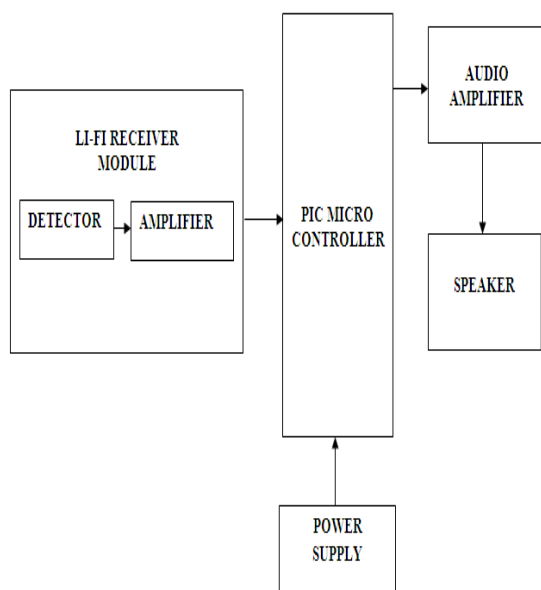 LI-FI RECEIVER
MODULE
DETECTOR
AMPLIFIER
PIC MICRO
CONTROLLER
AUDIO
AMPLIFIER
SPEAKER
POWER
SUPPLY